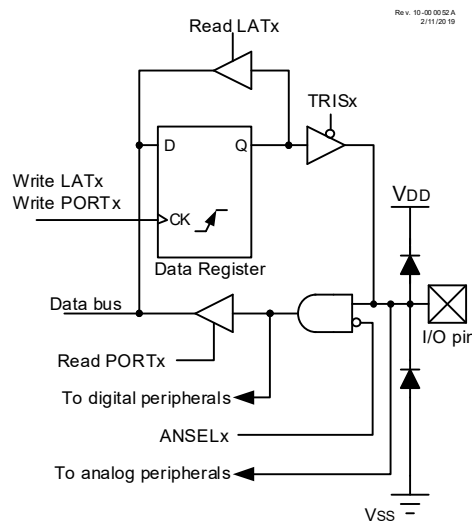 Rev. 10-000052A
2/11/2019
Read LATx
TRISx
D Q
Write LATx
Write PORTx
CK
VDD
Data Register
Data bus
I/O pin
Read PORTx
To digital peripherals
ANSELx
To analog peripherals
VSS